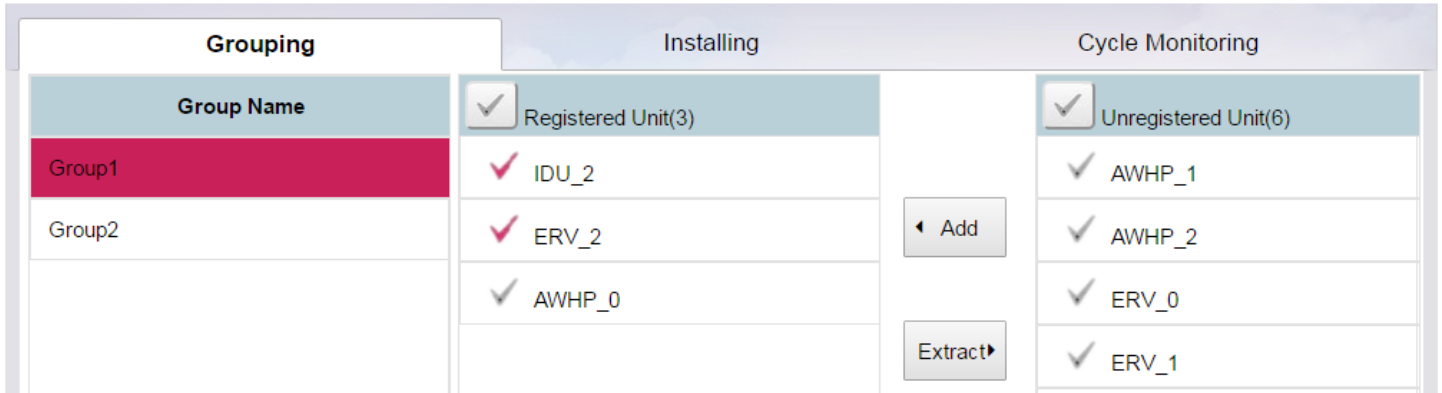 Grouping
Installing
Cycle Monitoring
Group Name
Group1
Group2
Registered Unit(3)
IDU_2
ERV_2
AWHP_0
Add
Extract
Unregistered Unit(6)
AWHP_1
AWHP_2
ERV_0
ERV_1